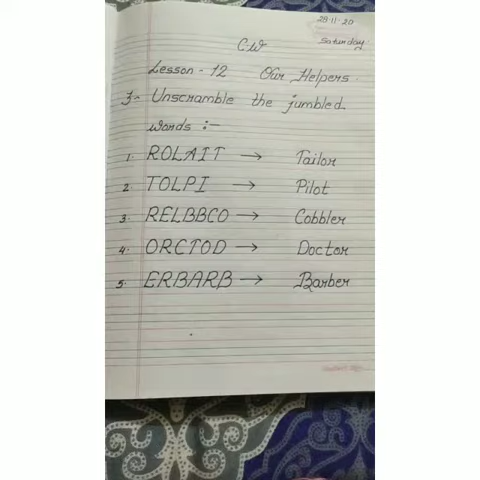 28·11·20
Saturday
C.W
Lesson - 12 Our Helpers.
I- Unscramble the jumbled
words :-
1. ROLAIT → Tailor
2. TOLPI → Pilot
3. RELBBCO → Cobbler
4. ORCTOD → Doctor
5. ERBARB → Barber